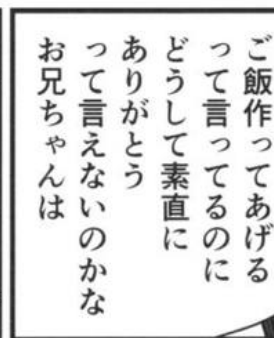 ご飯作ってあげる
って言ってるのに
どうして素直に
ありがとう
って言えないのかな
お兄ちゃんは